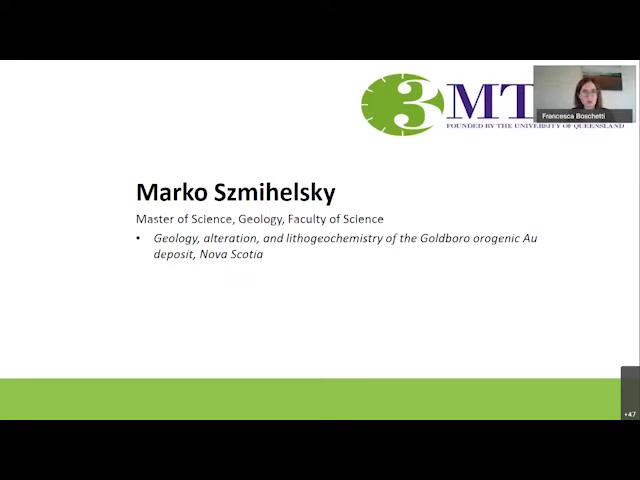 3MT
FOUNDED BY THE UNIVERSITY OF QUEENSLAND
Francesca Boschetti
Marko Szmihelsky
Master of Science, Geology, Faculty of Science
• Geology, alteration, and lithogeochemistry of the Goldboro orogenic Au
deposit, Nova Scotia
+47